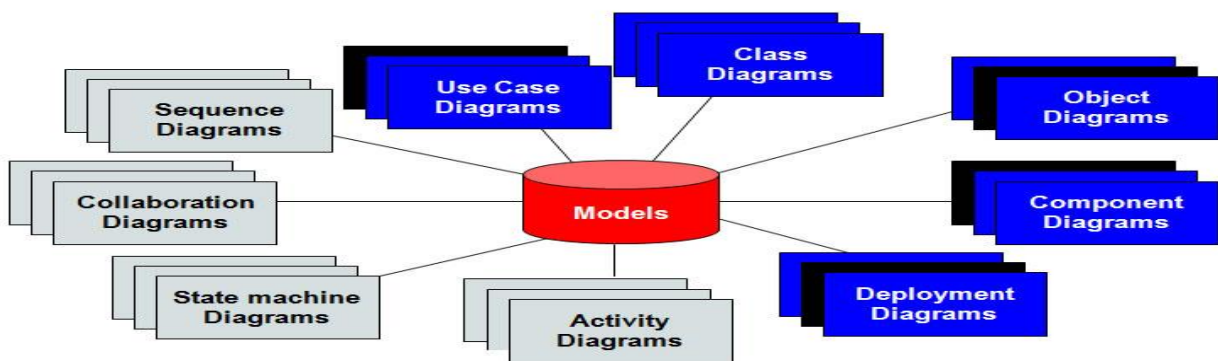 Class
Diagrams
Use Case
Diagrams
Object
Diagrams
Sequence
Diagrams
Collaboration
Diagrams
Models
Component
Diagrams
State machine
Diagrams
Activity
Diagrams
Deployment
Diagrams